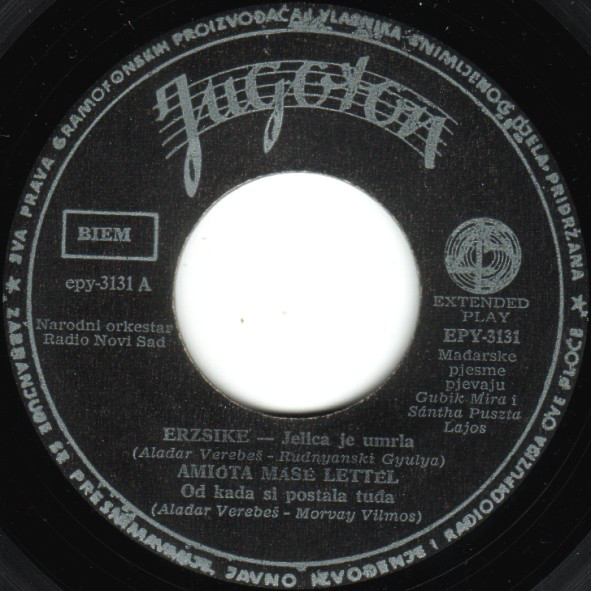 SVA PRAVA GRAMOFONSKIH PROIZVOĐAČA I VLASNIKA SNIMLJENOG DJELA PRIDRŽANA ★
Jugoton
BIEM
epy-3131 A
Narodni orkestar
Radio Novi Sad
45
EXTENDED
PLAY
EPY-3131
Mađarske
pjesme
pjevaju
Gubik Mira i
Sántha Puszta
Lajos
ERZSIKE — Jelica je umrla
(Aladar Verebeš - Rudnyanski Gyulya)
AMIOTA MÁSÉ LETTÉL
Od kada si postala tuđa
(Aladar Verebeš - Morvay Vilmos)
★ ZABRANJUJE SE PRESNIMAVANJE, JAVNO IZVOĐENJE I RADIODIFUZIJA OVE PLOČE